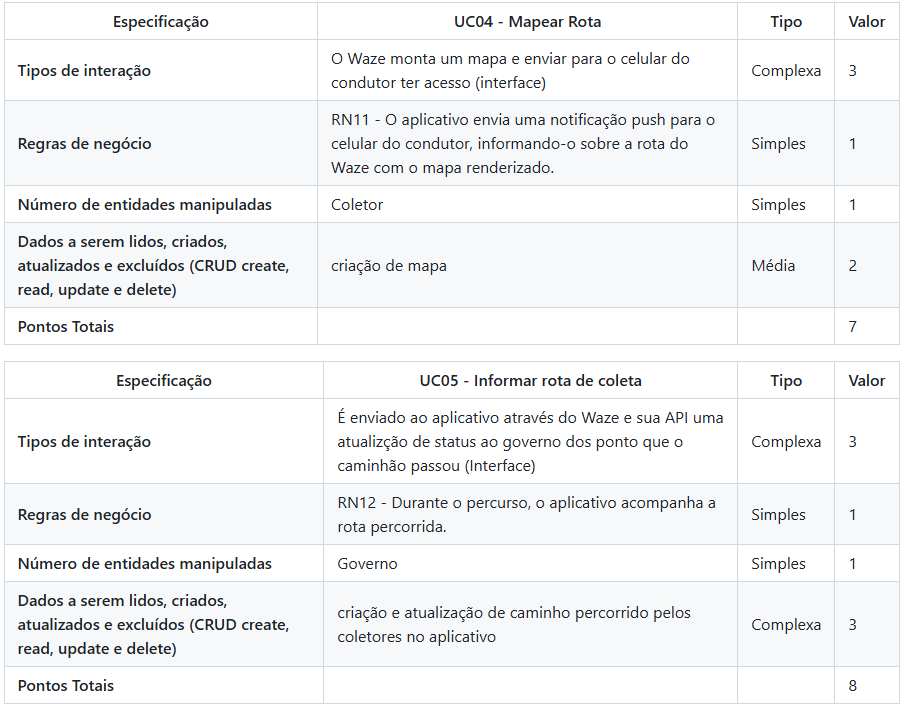 Especificação UC04 - Mapear Rota Tipo Valor
Tipos de interação
O Waze monta um mapa e enviar para o celular do
condutor ter acesso (interface)
Complexa 3
Regras de negócio
RN11 - O aplicativo envia uma notificação push para o
celular do condutor, informando-o sobre a rota do
Waze com o mapa renderizado.
Simples 1
Número de entidades manipuladas Coletor Simples 1
Dados a serem lidos, criados,
atualizados e excluídos (CRUD create,
read, update e delete)
criação de mapa Média 2
Pontos Totais 7
Especificação UC05 - Informar rota de coleta Tipo Valor
Tipos de interação
É enviado ao aplicativo através do Waze e sua API uma
atualizção de status ao governo dos ponto que o
caminhão passou (Interface)
Complexa 3
Regras de negócio
RN12 - Durante o percurso, o aplicativo acompanha a
rota percorrida.
Simples 1
Número de entidades manipuladas Governo Simples 1
Dados a serem lidos, criados,
atualizados e excluídos (CRUD create,
read, update e delete)
criação e atualização de caminho percorrido pelos
coletores no aplicativo
Complexa 3
Pontos Totais 8